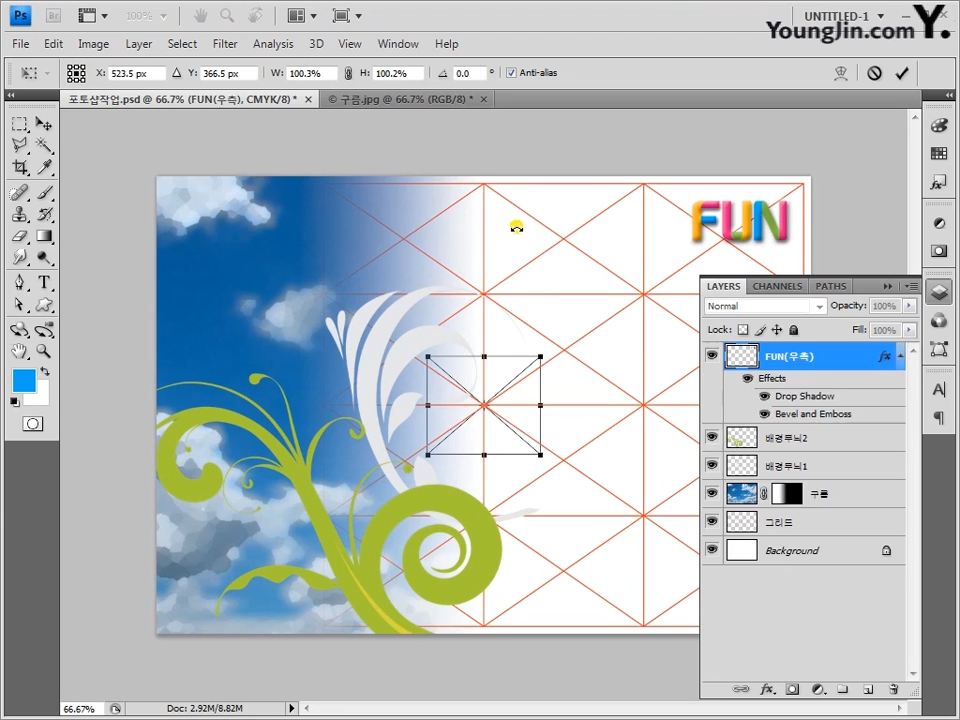 Ps
Br
100%
UNTITLED-1
YoungJin.com Y.
File Edit Image Layer Select Filter Analysis 3D View Window Help
X: 523.5 px Y: 366.5 px W: 100.3% H: 100.2% 0.0 ° Anti-alias
포토샵작업.psd @ 66.7% (FUN(우측), CMYK/8) *
© 구름.jpg @ 66.7% (RGB/8) *
FUN
LAYERS CHANNELS PATHS
Normal Opacity: 100%
Lock: Fill: 100%
FUN(우측) fx
Effects
Drop Shadow
Bevel and Emboss
배경무늬2
배경무늬1
구름
그리드
Background
66.67% Doc: 2.92M/8.82M